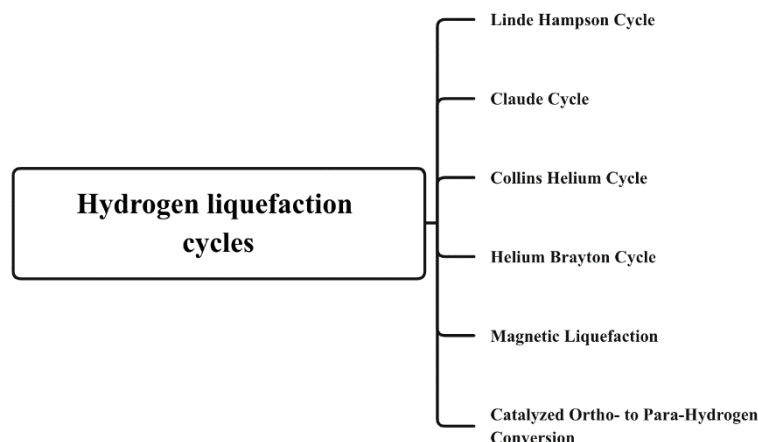 Linde Hampson Cycle
Claude Cycle
Hydrogen liquefaction
cycles
Collins Helium Cycle
Helium Brayton Cycle
Magnetic Liquefaction
Catalyzed Ortho- to Para-Hydrogen
Conversion